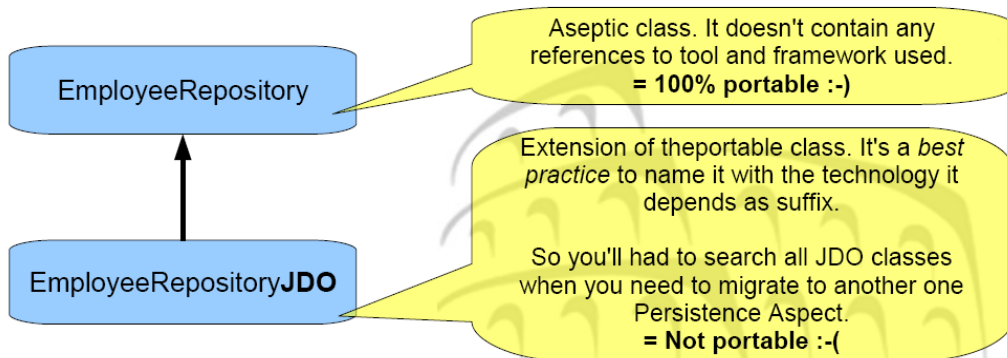 Aseptic class. It doesn't contain any
references to tool and framework used.
= 100% portable :-)
EmployeeRepository
Extension of theportable class. It's a best
practice to name it with the technology it
depends as suffix.
So you'll had to search all JDO classes
when you need to migrate to another one
Persistence Aspect.
= Not portable :-(
EmployeeRepositoryJDO